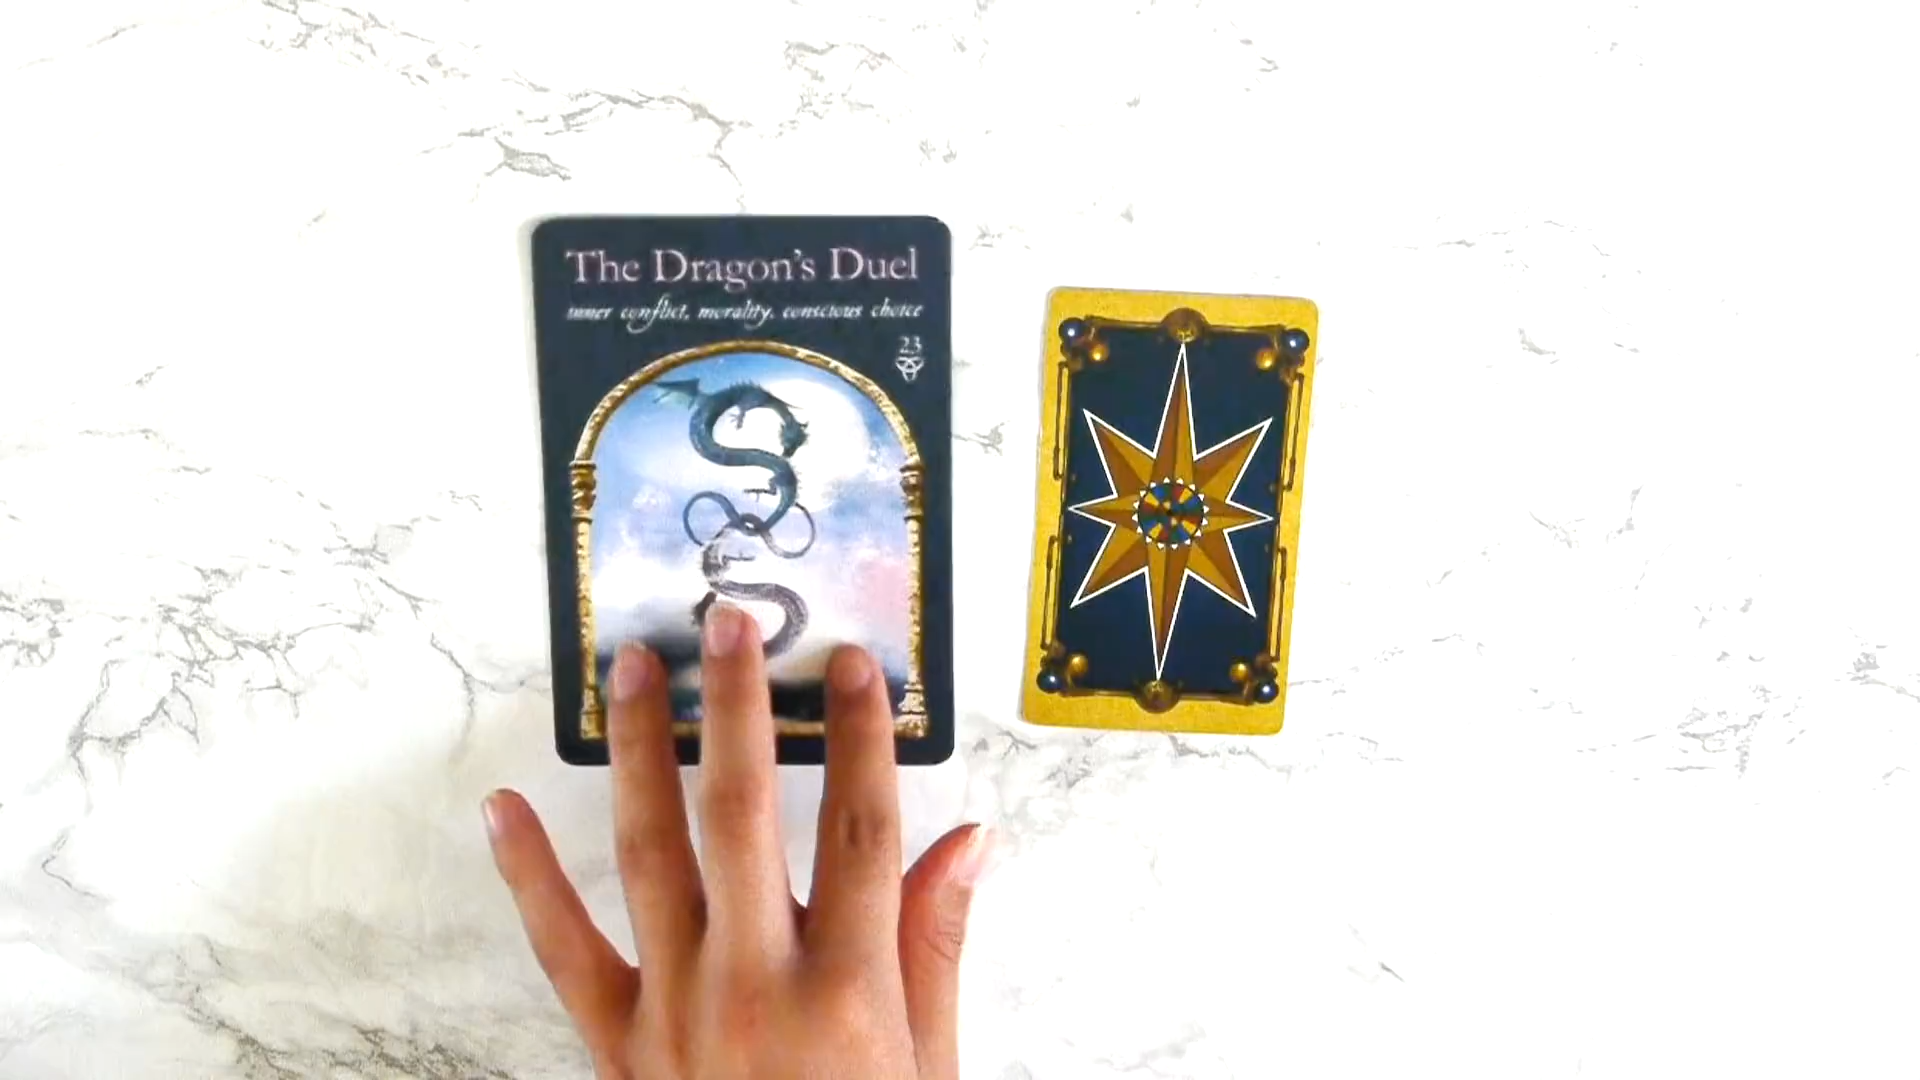 The Dragon's Duel
inner conflict, morality, conscious choice
23